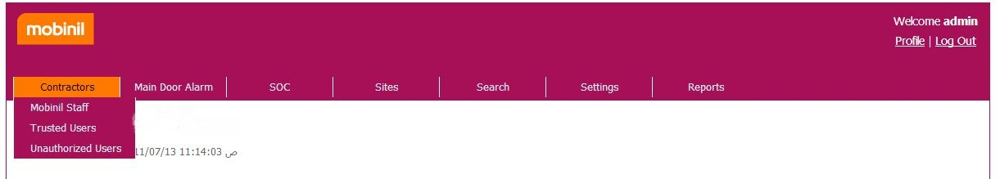 mobinil
Welcome admin
Profile | Log Out
Contractors Main Door Alarm SOC Sites Search Settings Reports
Mobinil Staff
Trusted Users
Unauthorized Users
11/07/13 11:14:03 ص